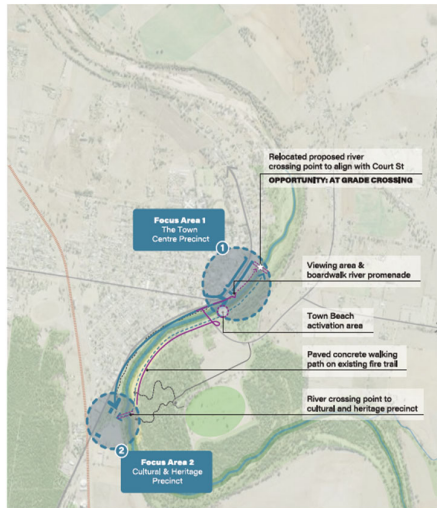 Relocated proposed river
crossing point to align with Court St
OPPORTUNITY: AT GRADE CROSSING
Focus Area 1
The Town
Centre Precinct
1
Viewing area &
boardwalk river promenade
Town Beach
activation area
Paved concrete walking
path on existing fire trail
River crossing point to
cultural and heritage precinct
2
Focus Area 2
Cultural & Heritage
Precinct